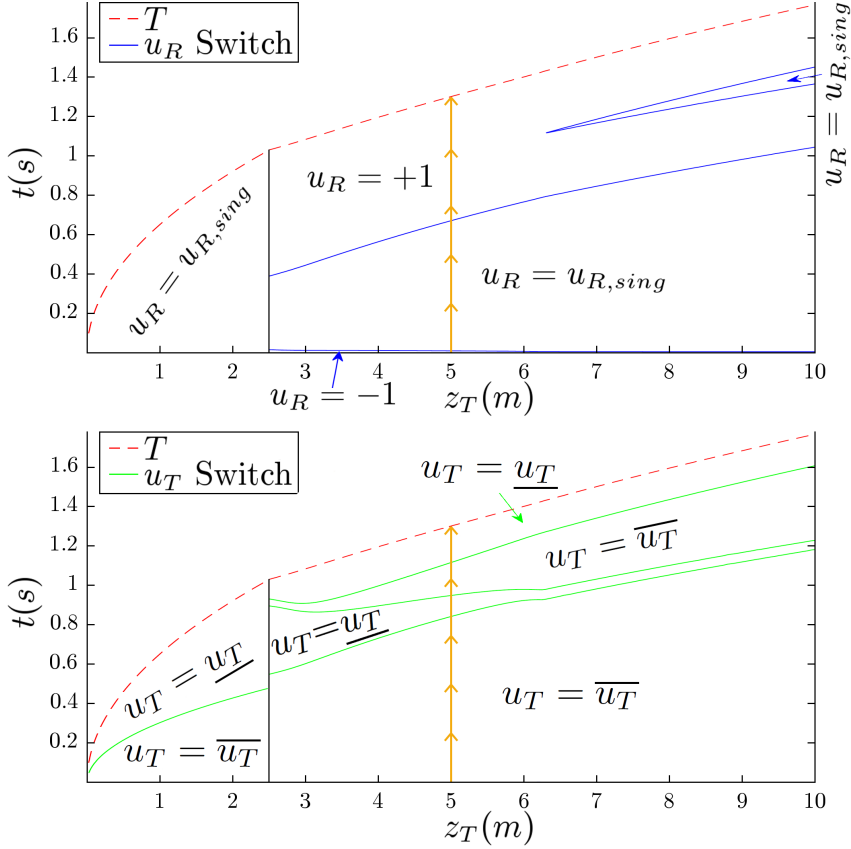 T
u_R Switch
1.6
1.4
1.2
1
0.8
0.6
0.4
0.2
t(s)
u_R = u_{R,sing}
u_R = +1
u_R = u_{R,sing}
u_R = u_{R,sing}
1 2 3 4 5 6 7 8 9 10
u_R = −1
z_T(m)
T
u_T Switch
1.6
1.4
1.2
1
0.8
0.6
0.4
0.2
t(s)
u_T = \underline{u_T}
u_T = \overline{u_T}
u_T = \underline{u_T}
u_T = \underline{u_T}
u_T = \overline{u_T}
u_T = \overline{u_T}
1 2 3 4 5 6 7 8 9 10
z_T(m)